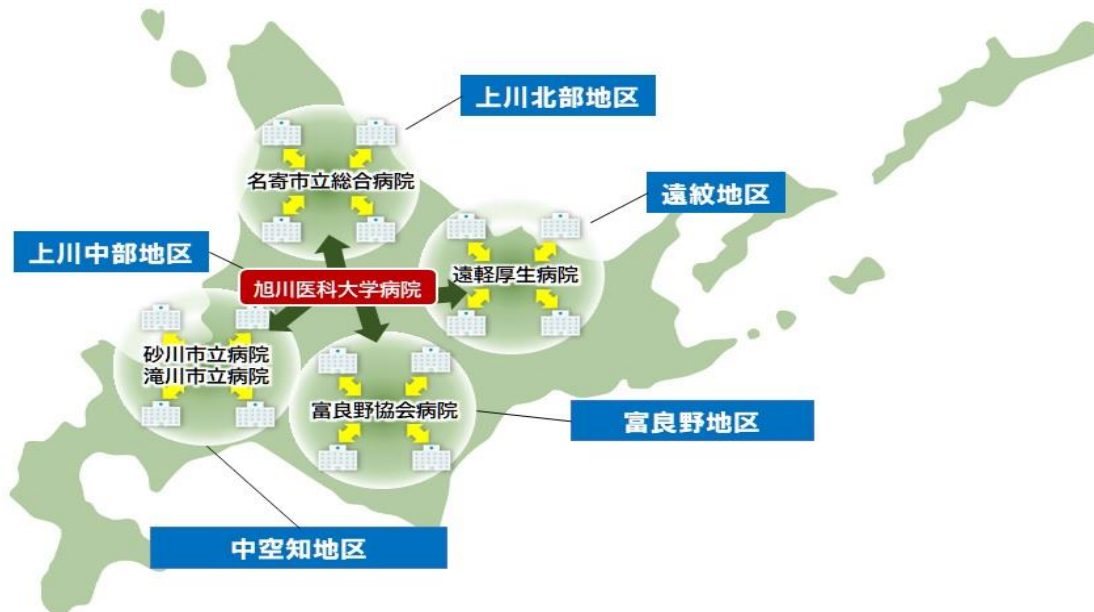 上川北部地区
名寄市立総合病院
遠紋地区
上川中部地区
旭川医科大学病院
遠軽厚生病院
砂川市立病院
滝川市立病院
富良野協会病院
富良野地区
中空知地区